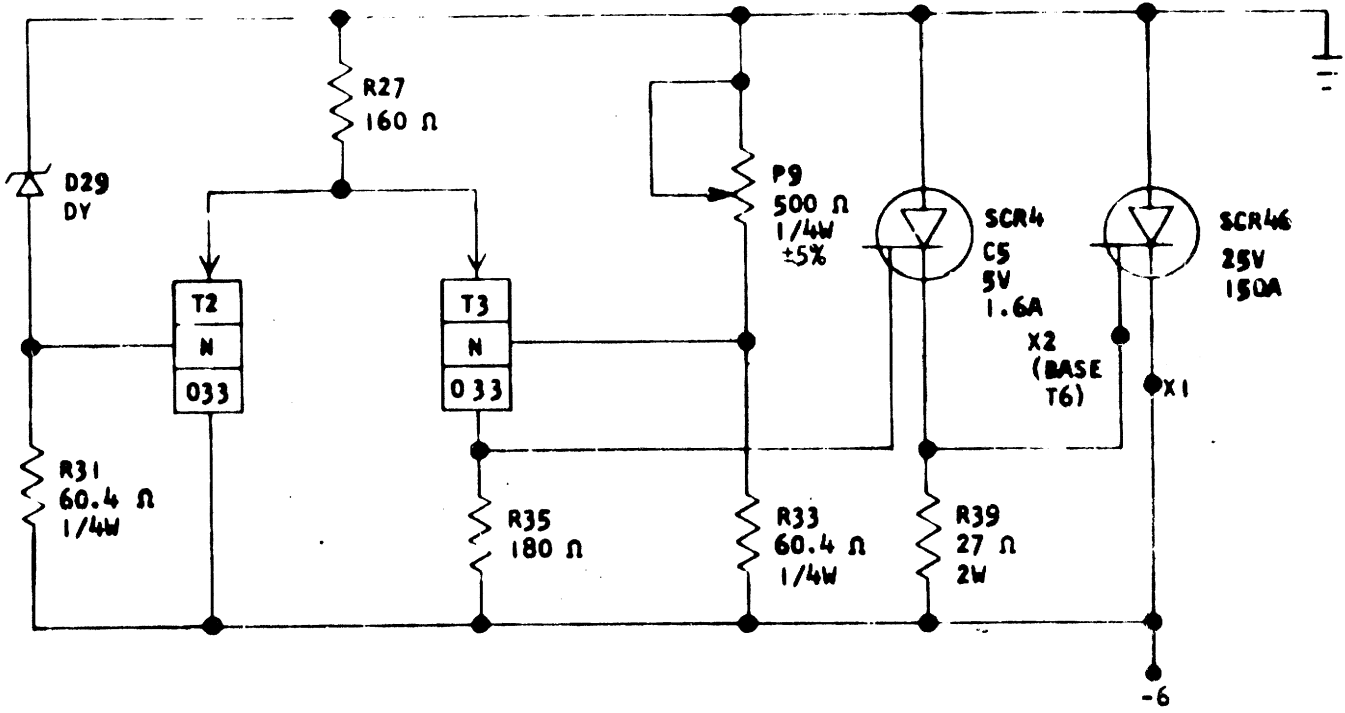 R27
160 Ω
D29
DY
P9
500 Ω
1/4W
±5%
SCR4
C5
5V
1.6A
SCR46
25V
150A
T2
N
033
T3
N
033
X2
(BASE
T6)
X1
R31
60.4 Ω
1/4W
R35
180 Ω
R33
60.4 Ω
1/4W
R39
27 Ω
2W
-6